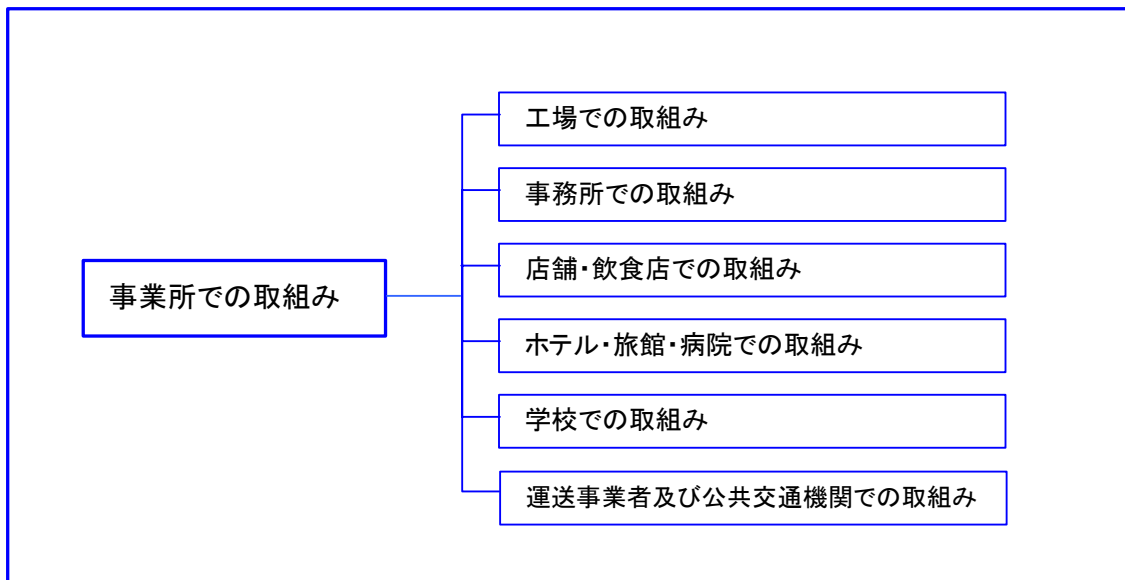 工場での取組み
事務所での取組み
店舗・飲食店での取組み
事業所での取組み
ホテル・旅館・病院での取組み
学校での取組み
運送事業者及び公共交通機関での取組み